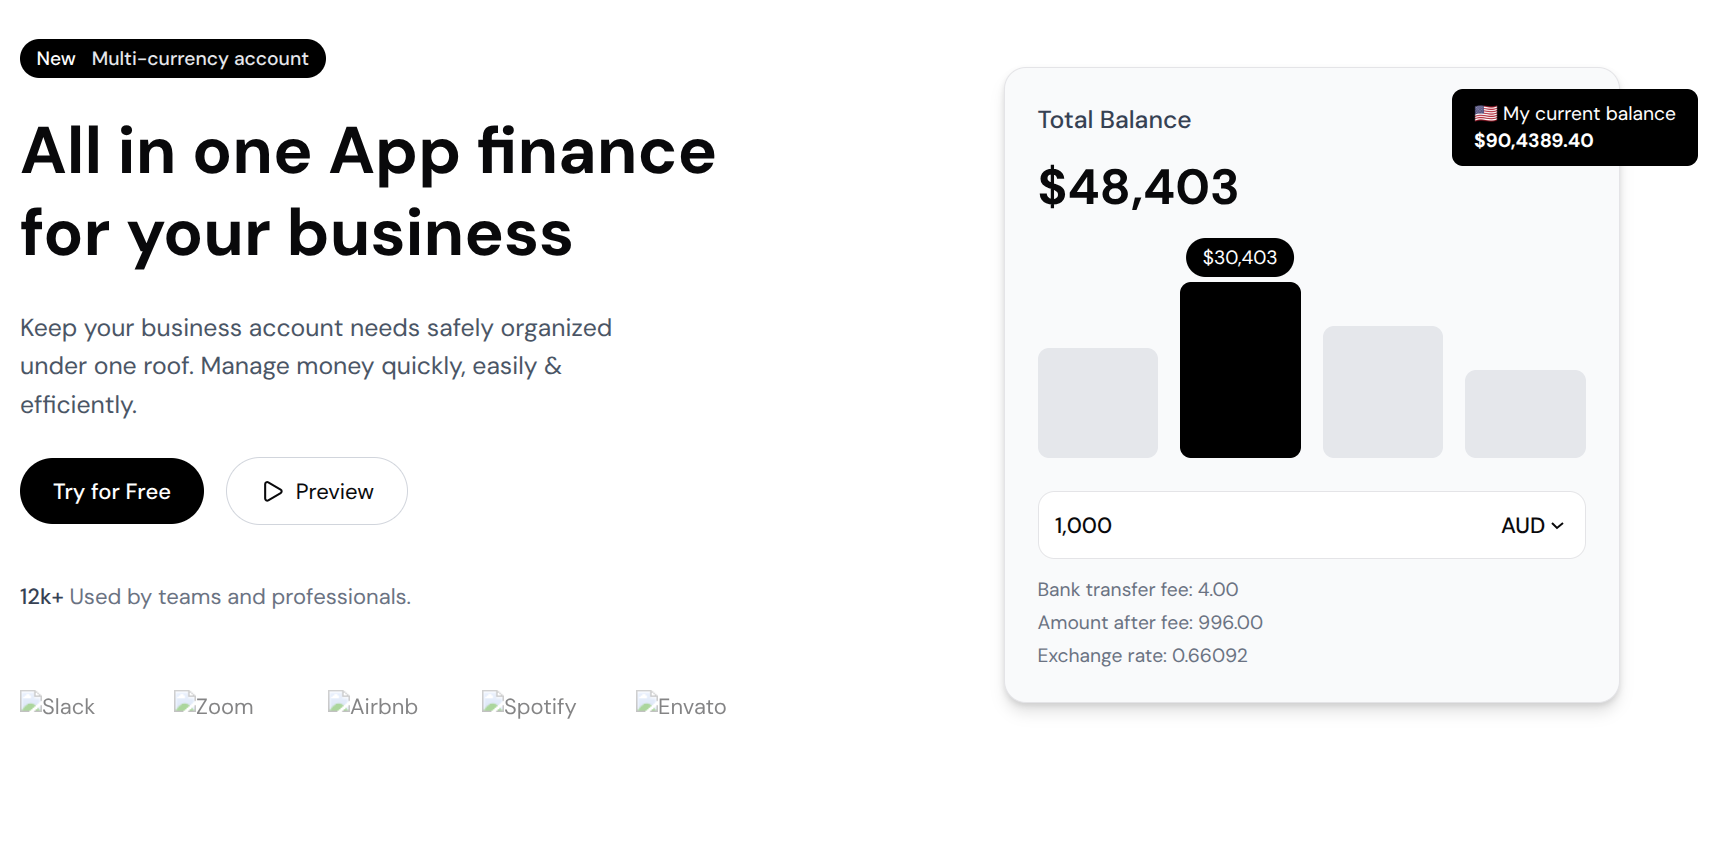 New Multi-currency account
All in one App finance
for your business
Keep your business account needs safely organized
under one roof. Manage money quickly, easily &
efficiently.
Try for Free
Preview
12k+ Used by teams and professionals.
Slack
Zoom
Airbnb
Spotify
Envato
Total Balance
$48,403
🇺🇸 My current balance
$90,4389.40
$30,403
1,000
AUD
Bank transfer fee: 4.00
Amount after fee: 996.00
Exchange rate: 0.66092